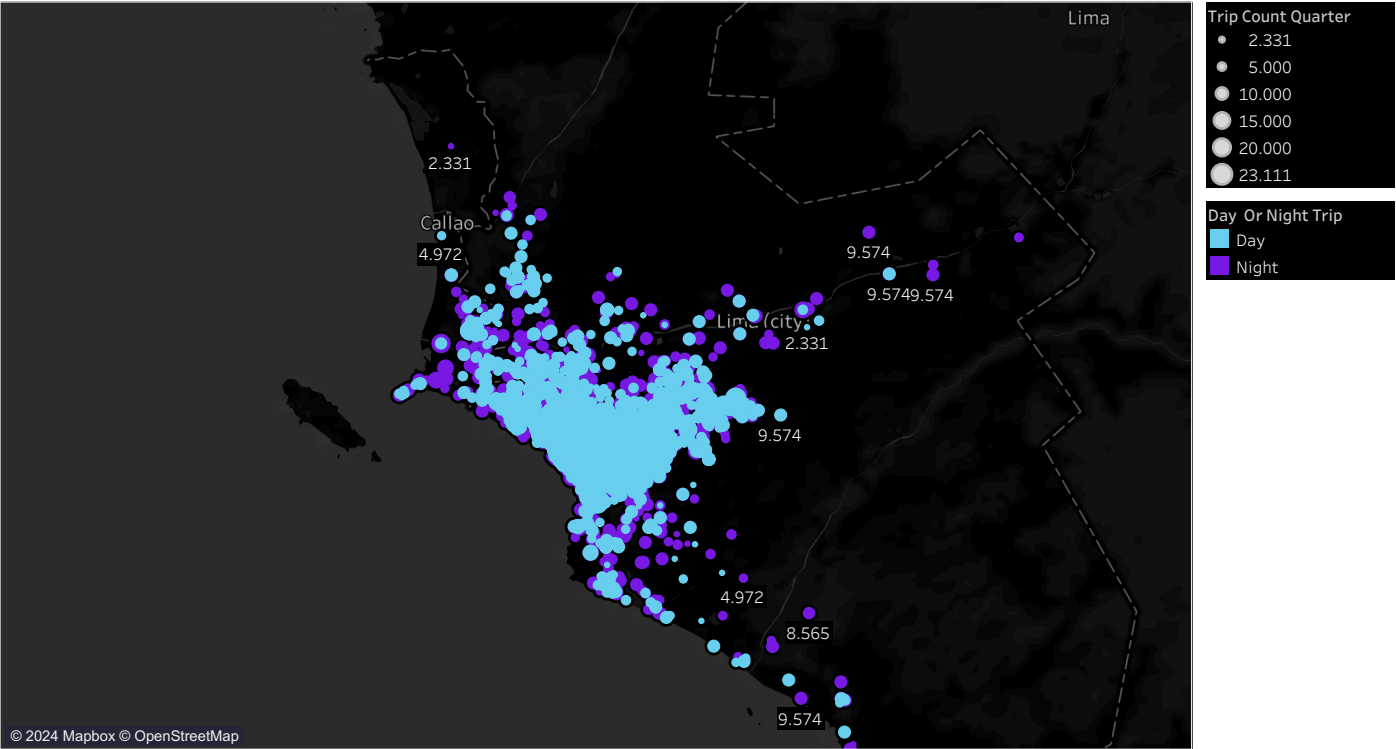 Lima
2.331
Callao
4.972
9.574
9.574
9.574
Lima (city)
2.331
9.574
4.972
8.565
9.574
© 2024 Mapbox © OpenStreetMap
Trip Count Quarter
2.331
5.000
10.000
15.000
20.000
23.111
Day Or Night Trip
Day
Night